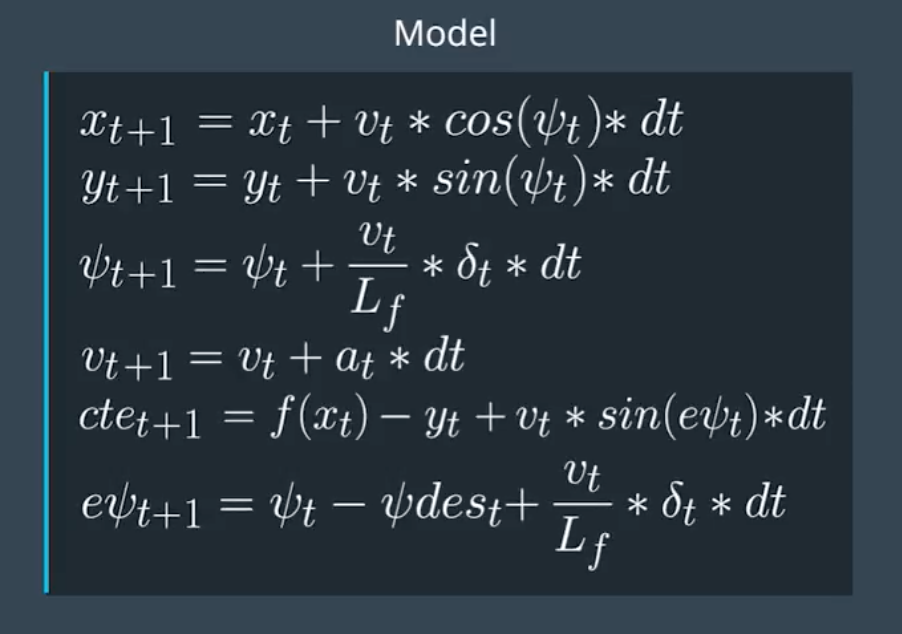 Model
x_{t+1} = x_t + v_t * cos(ψ_t) * dt
y_{t+1} = y_t + v_t * sin(ψ_t) * dt
ψ_{t+1} = ψ_t + \frac{v_t}{L_f} * δ_t * dt
v_{t+1} = v_t + a_t * dt
cte_{t+1} = f(x_t) − y_t + v_t * sin(eψ_t) * dt
eψ_{t+1} = ψ_t − ψdes_t + \frac{v_t}{L_f} * δ_t * dt